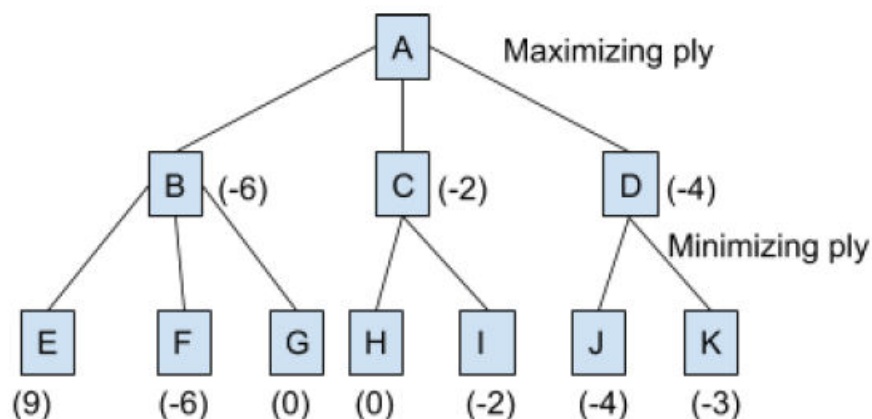 A
Maximizing ply
B
(-6)
C
(-2)
D
(-4)
Minimizing ply
E
F
G
H
I
J
K
(9)
(-6)
(0)
(0)
(-2)
(-4)
(-3)